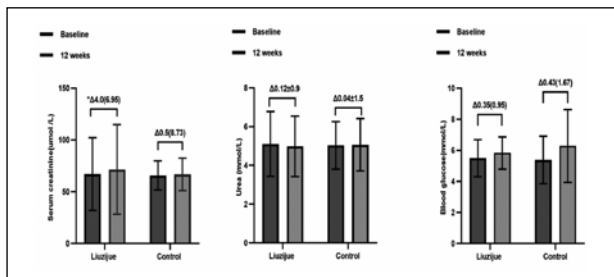 Baseline
12 weeks
Serum creatinine(umol /L)
150
100
50
0
*Δ4.0(6.95)
Δ0.5(8.73)
Liuzijue
Control
Baseline
12 weeks
Urea (mmol/L)
8
6
4
2
0
Δ0.12±0.9
Δ0.04±1.5
Liuzijue
Control
Baseline
12 weeks
Blood glucose(mmol/L)
10
8
6
4
2
0
Δ0.35(0.95)
Δ0.43(1.67)
Liuzijue
Control